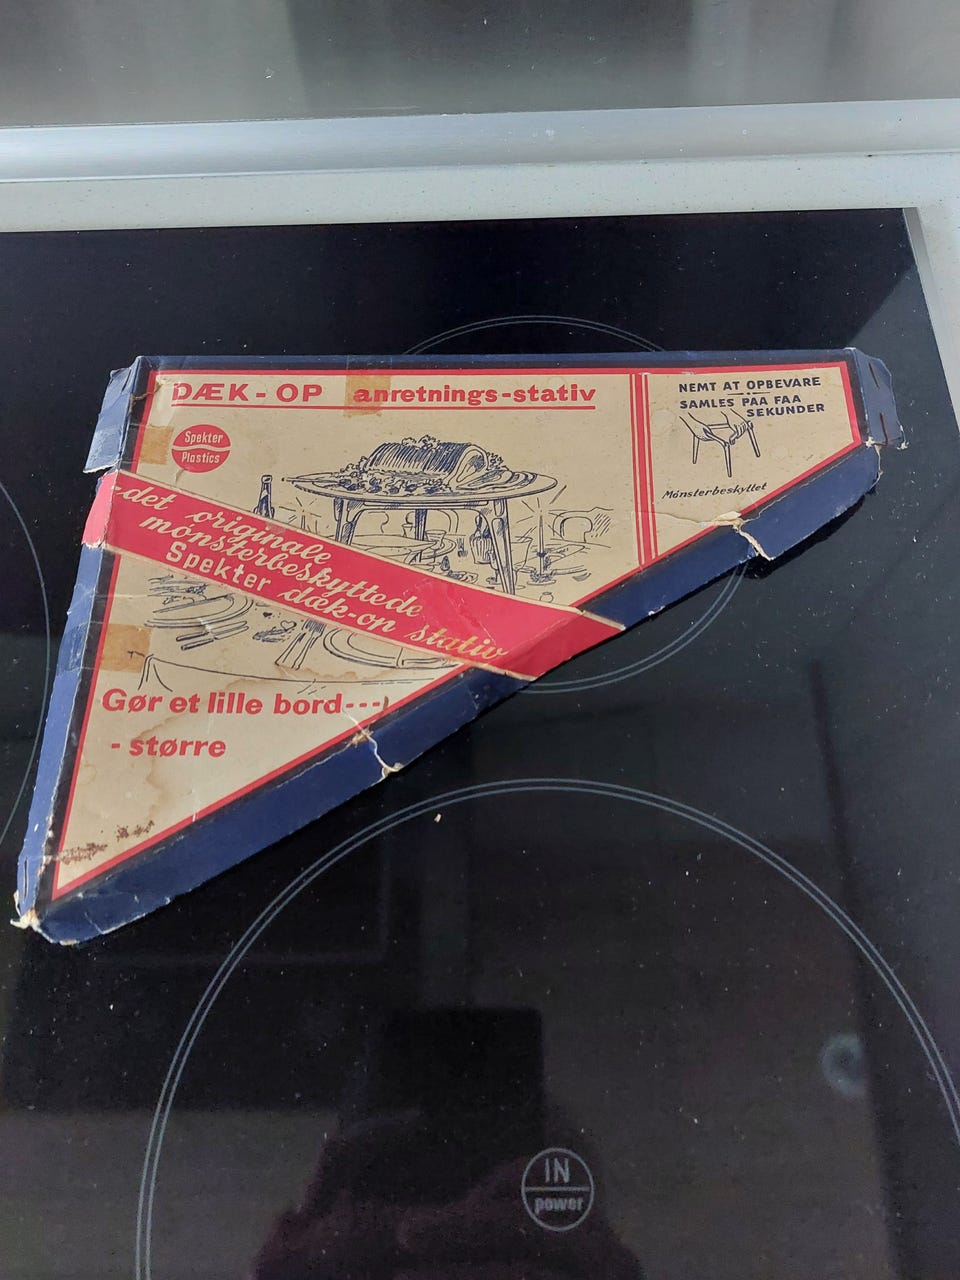 DÆK-OP anretnings-stativ
Spekter
Plastics
NEMT AT OPBEVARE
SAMLES PAA FAA
SEKUNDER
Mönsterbeskyttet
-det originale
mönsterbeskyttede
Spekter dæk-op stativ
Gør et lille bord---
- større
IN
power